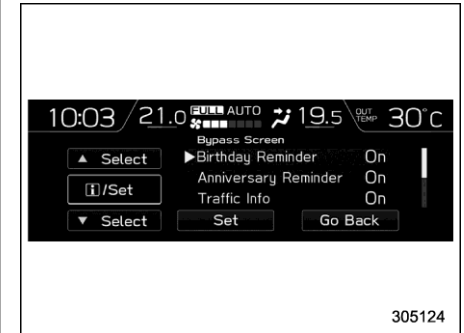 10:03 21.0 FULL AUTO 19.5 OUT TEMP 30°C
Bypass Screen
▲ Select ▶Birthday Reminder On
Anniversary Reminder On
i/Set
Traffic Info On
▼ Select Set Go Back
305124